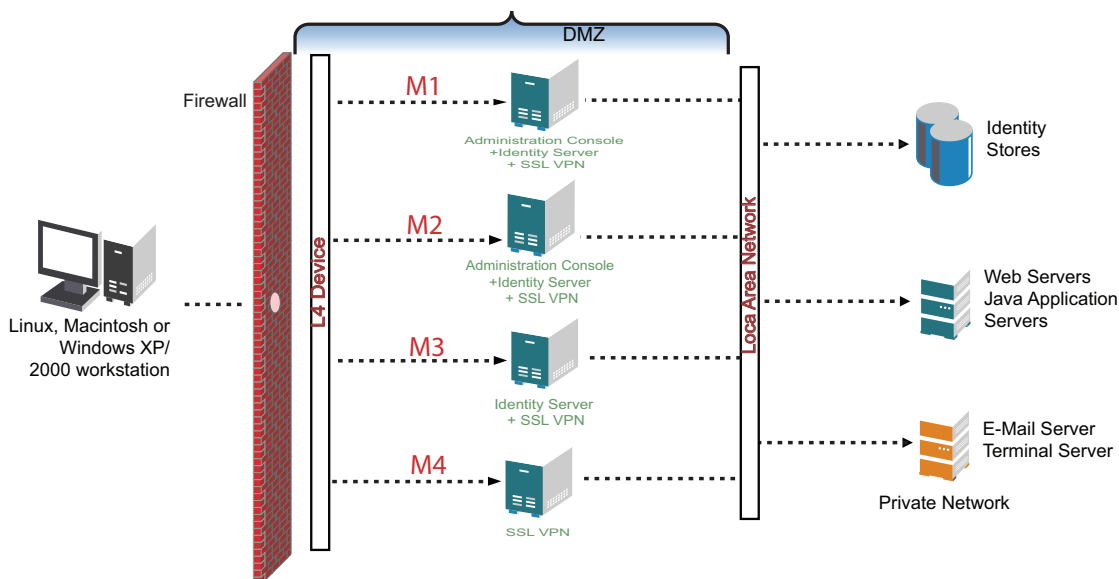 DMZ
Firewall
M1
Administration Console
+Identity Server
+ SSL VPN
Identity
Stores
M2
Administration Console
+Identity Server
+ SSL VPN
L4 Device
Loca Area Network
Web Servers
Java Application
Servers
Linux, Macintosh or
Windows XP/
2000 workstation
M3
Identity Server
+ SSL VPN
E-Mail Server
Terminal Server
M4
SSL VPN
Private Network